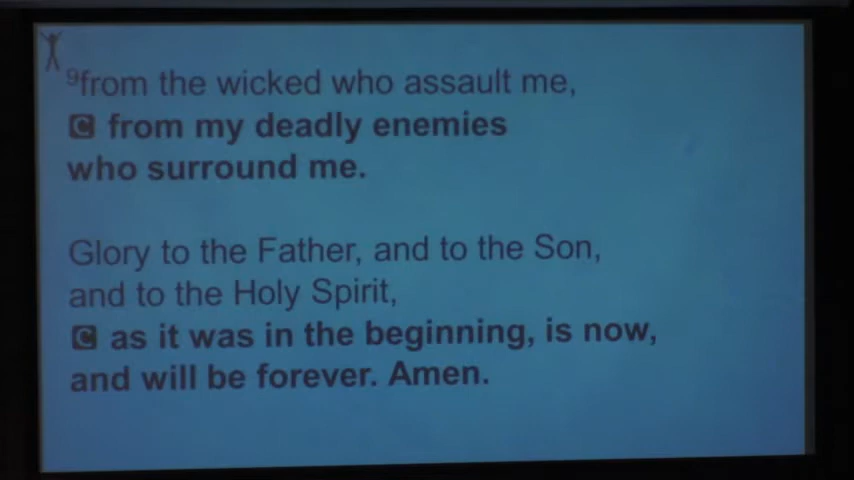 9from the wicked who assault me,
C from my deadly enemies
who surround me.
Glory to the Father, and to the Son,
and to the Holy Spirit,
C as it was in the beginning, is now,
and will be forever. Amen.